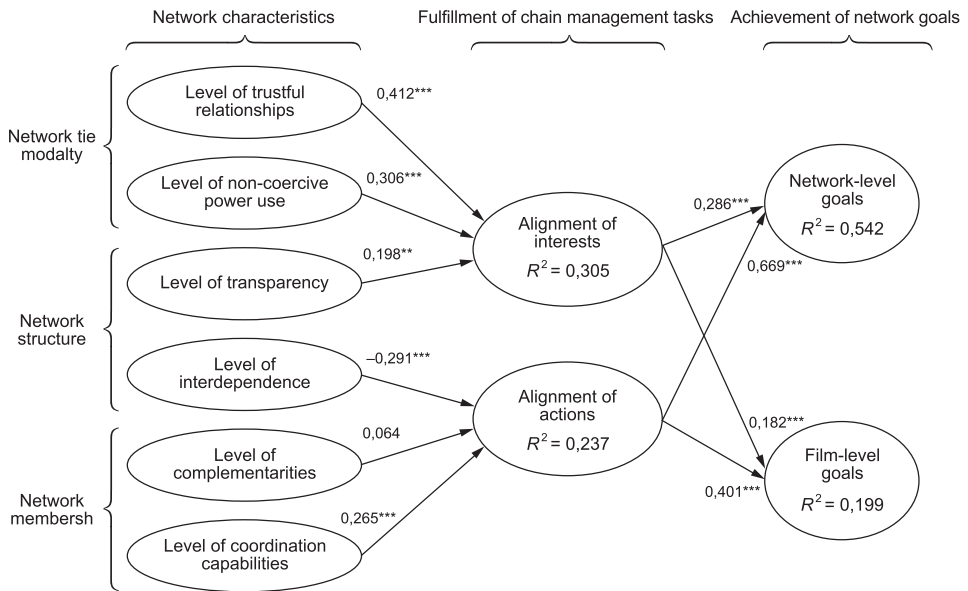 Network characteristics
Fulfillment of chain management tasks
Achievement of network goals
Network tie
modalty
Level of trustful
relationships
0,412***
Level of non-coercive
power use
0,306***
Network
structure
Level of transparency
0,198**
Level of
interdependence
–0,291***
Network
membersh
Level of
complementarities
0,064
Level of coordination
capabilities
0,265***
Alignment of
interests
R² = 0,305
Alignment of
actions
R² = 0,237
0,286***
0,669***
0,182***
0,401***
Network-level
goals
R² = 0,542
Film-level
goals
R² = 0,199